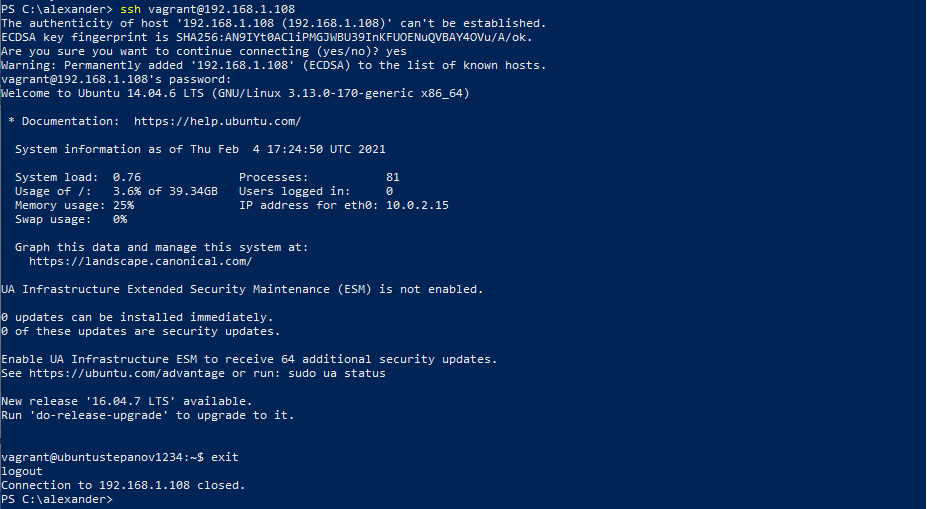 PS C:\alexander> ssh vagrant@192.168.1.108
The authenticity of host '192.168.1.108 (192.168.1.108)' can't be established.
ECDSA key fingerprint is SHA256:AN9IYt0ACliPMGJWBU39InKFUOENuQVBAY4OVu/A/ok.
Are you sure you want to continue connecting (yes/no)? yes
Warning: Permanently added '192.168.1.108' (ECDSA) to the list of known hosts.
vagrant@192.168.1.108's password:
Welcome to Ubuntu 14.04.6 LTS (GNU/Linux 3.13.0-170-generic x86_64)
* Documentation:  https://help.ubuntu.com/
System information as of Thu Feb  4 17:24:50 UTC 2021
System load:  0.76              Processes:           81
Usage of /:   3.6% of 39.34GB   Users logged in:     0
Memory usage: 25%               IP address for eth0: 10.0.2.15
Swap usage:   0%
Graph this data and manage this system at:
https://landscape.canonical.com/
UA Infrastructure Extended Security Maintenance (ESM) is not enabled.
0 updates can be installed immediately.
0 of these updates are security updates.
Enable UA Infrastructure ESM to receive 64 additional security updates.
See https://ubuntu.com/advantage or run: sudo ua status
New release '16.04.7 LTS' available.
Run 'do-release-upgrade' to upgrade to it.
vagrant@ubuntustepanov1234:~$ exit
logout
Connection to 192.168.1.108 closed.
PS C:\alexander>